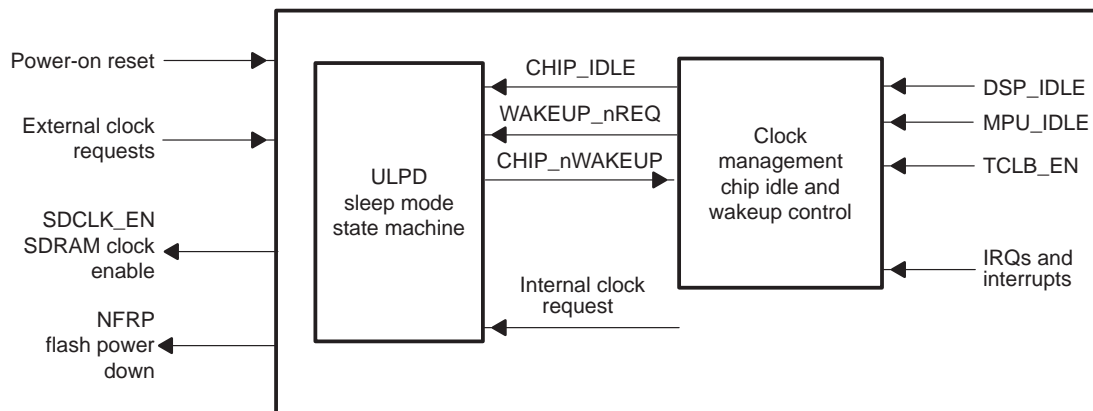 Power-on reset
External clock
requests
SDCLK_EN
SDRAM clock
enable
NFRP
flash power
down
ULPD
sleep mode
state machine
CHIP_IDLE
WAKEUP_nREQ
CHIP_nWAKEUP
Internal clock
request
Clock
management
chip idle and
wakeup control
DSP_IDLE
MPU_IDLE
TCLB_EN
IRQs and
interrupts